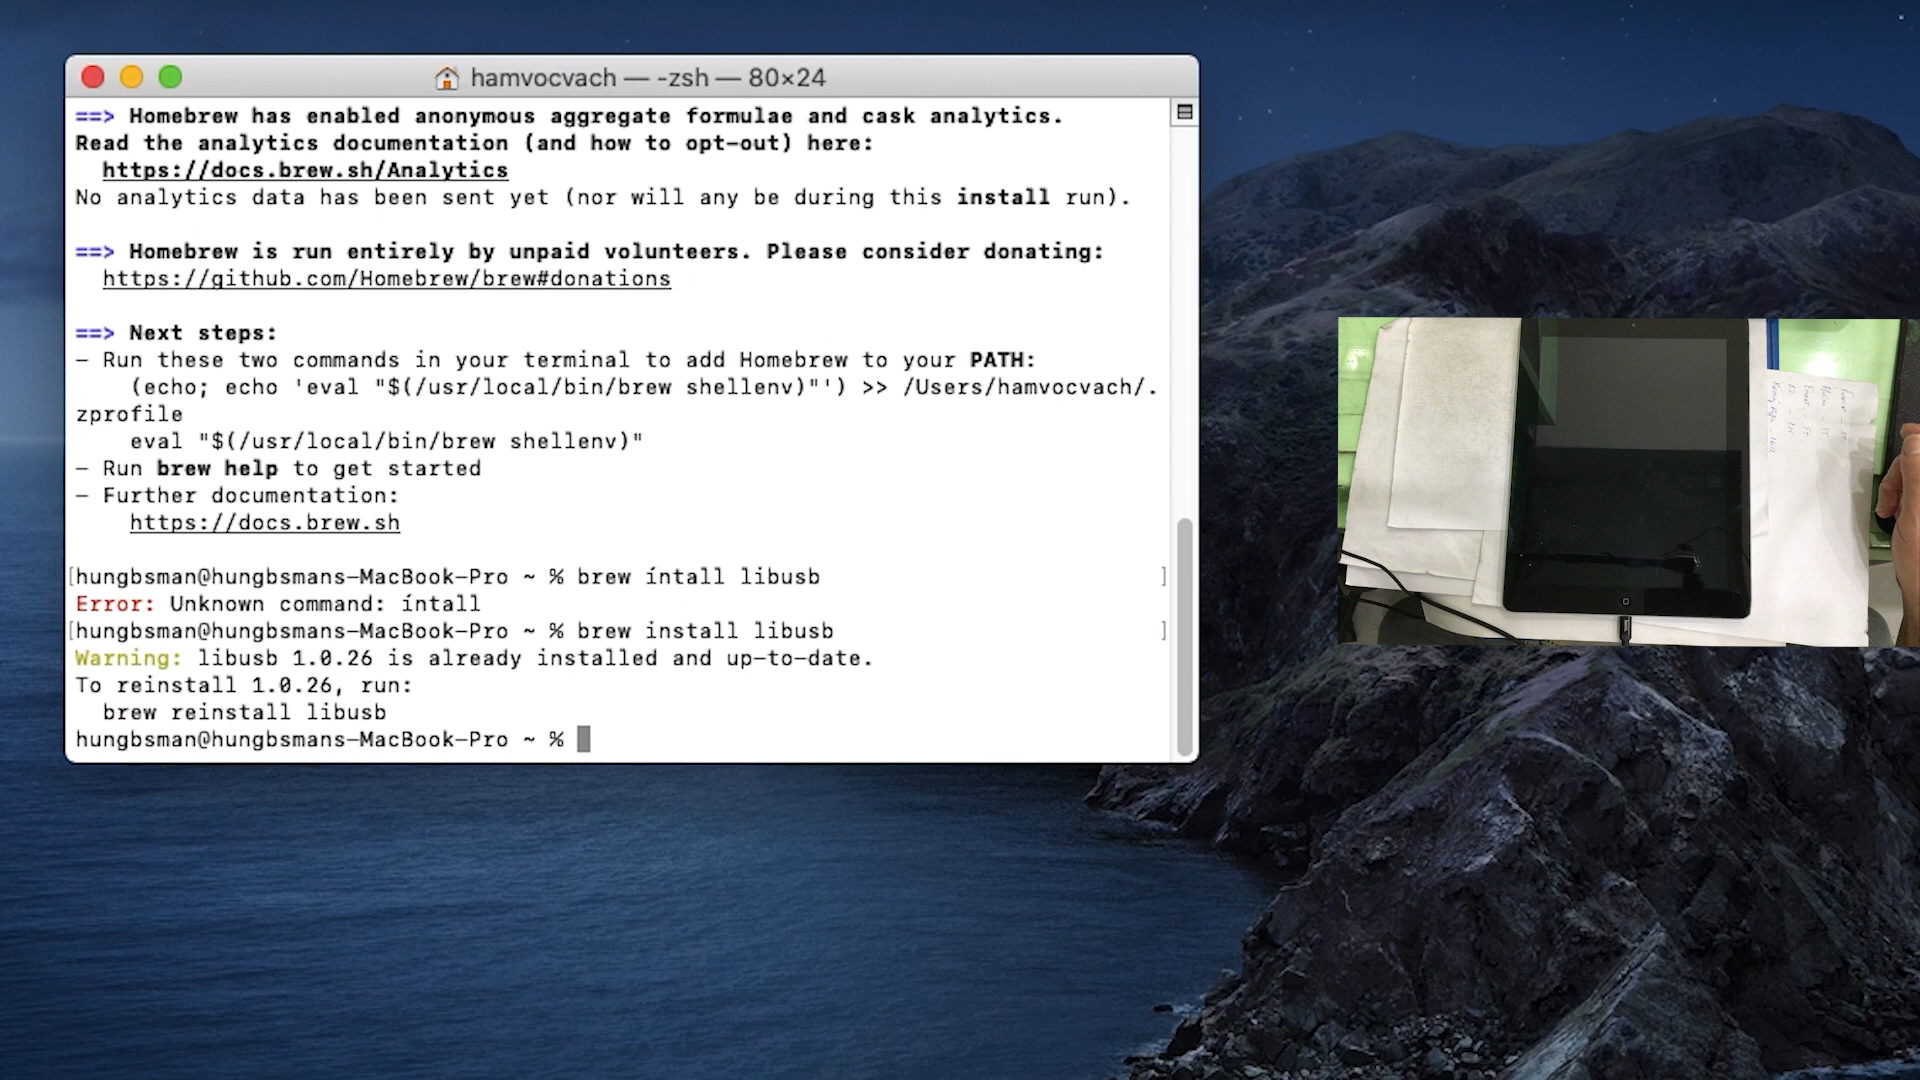 hamvocvach — -zsh — 80×24
==> Homebrew has enabled anonymous aggregate formulae and cask analytics.
Read the analytics documentation (and how to opt-out) here:
https://docs.brew.sh/Analytics
No analytics data has been sent yet (nor will any be during this install run).
==> Homebrew is run entirely by unpaid volunteers. Please consider donating:
https://github.com/Homebrew/brew#donations
==> Next steps:
- Run these two commands in your terminal to add Homebrew to your PATH:
(echo; echo 'eval "$(/usr/local/bin/brew shellenv)"') >> /Users/hamvocvach/.
zprofile
eval "$(/usr/local/bin/brew shellenv)"
- Run brew help to get started
- Further documentation:
https://docs.brew.sh
[hungbsman@hungbsmans-MacBook-Pro ~ % brew íntall libusb ]
Error: Unknown command: íntall
[hungbsman@hungbsmans-MacBook-Pro ~ % brew install libusb ]
Warning: libusb 1.0.26 is already installed and up-to-date.
To reinstall 1.0.26, run:
brew reinstall libusb
hungbsman@hungbsmans-MacBook-Pro ~ %